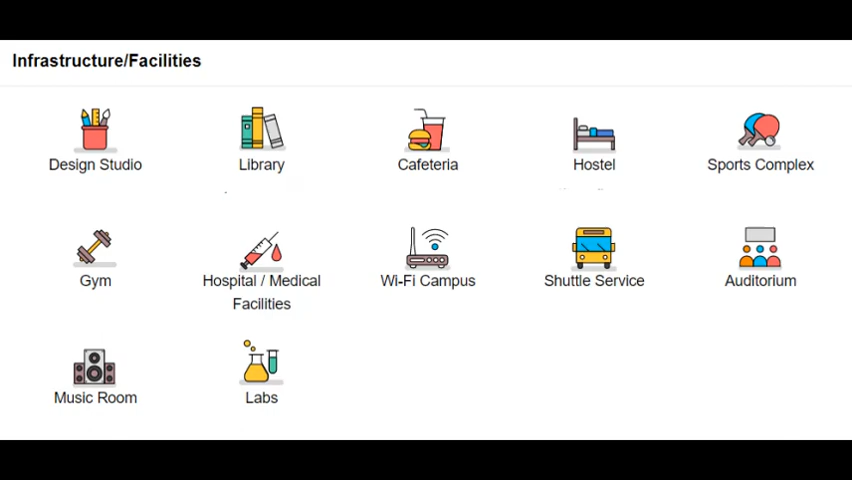 Infrastructure/Facilities
Design Studio
Library
Cafeteria
Hostel
Sports Complex
Gym
Hospital / Medical
Facilities
Wi-Fi Campus
Shuttle Service
Auditorium
Music Room
Labs